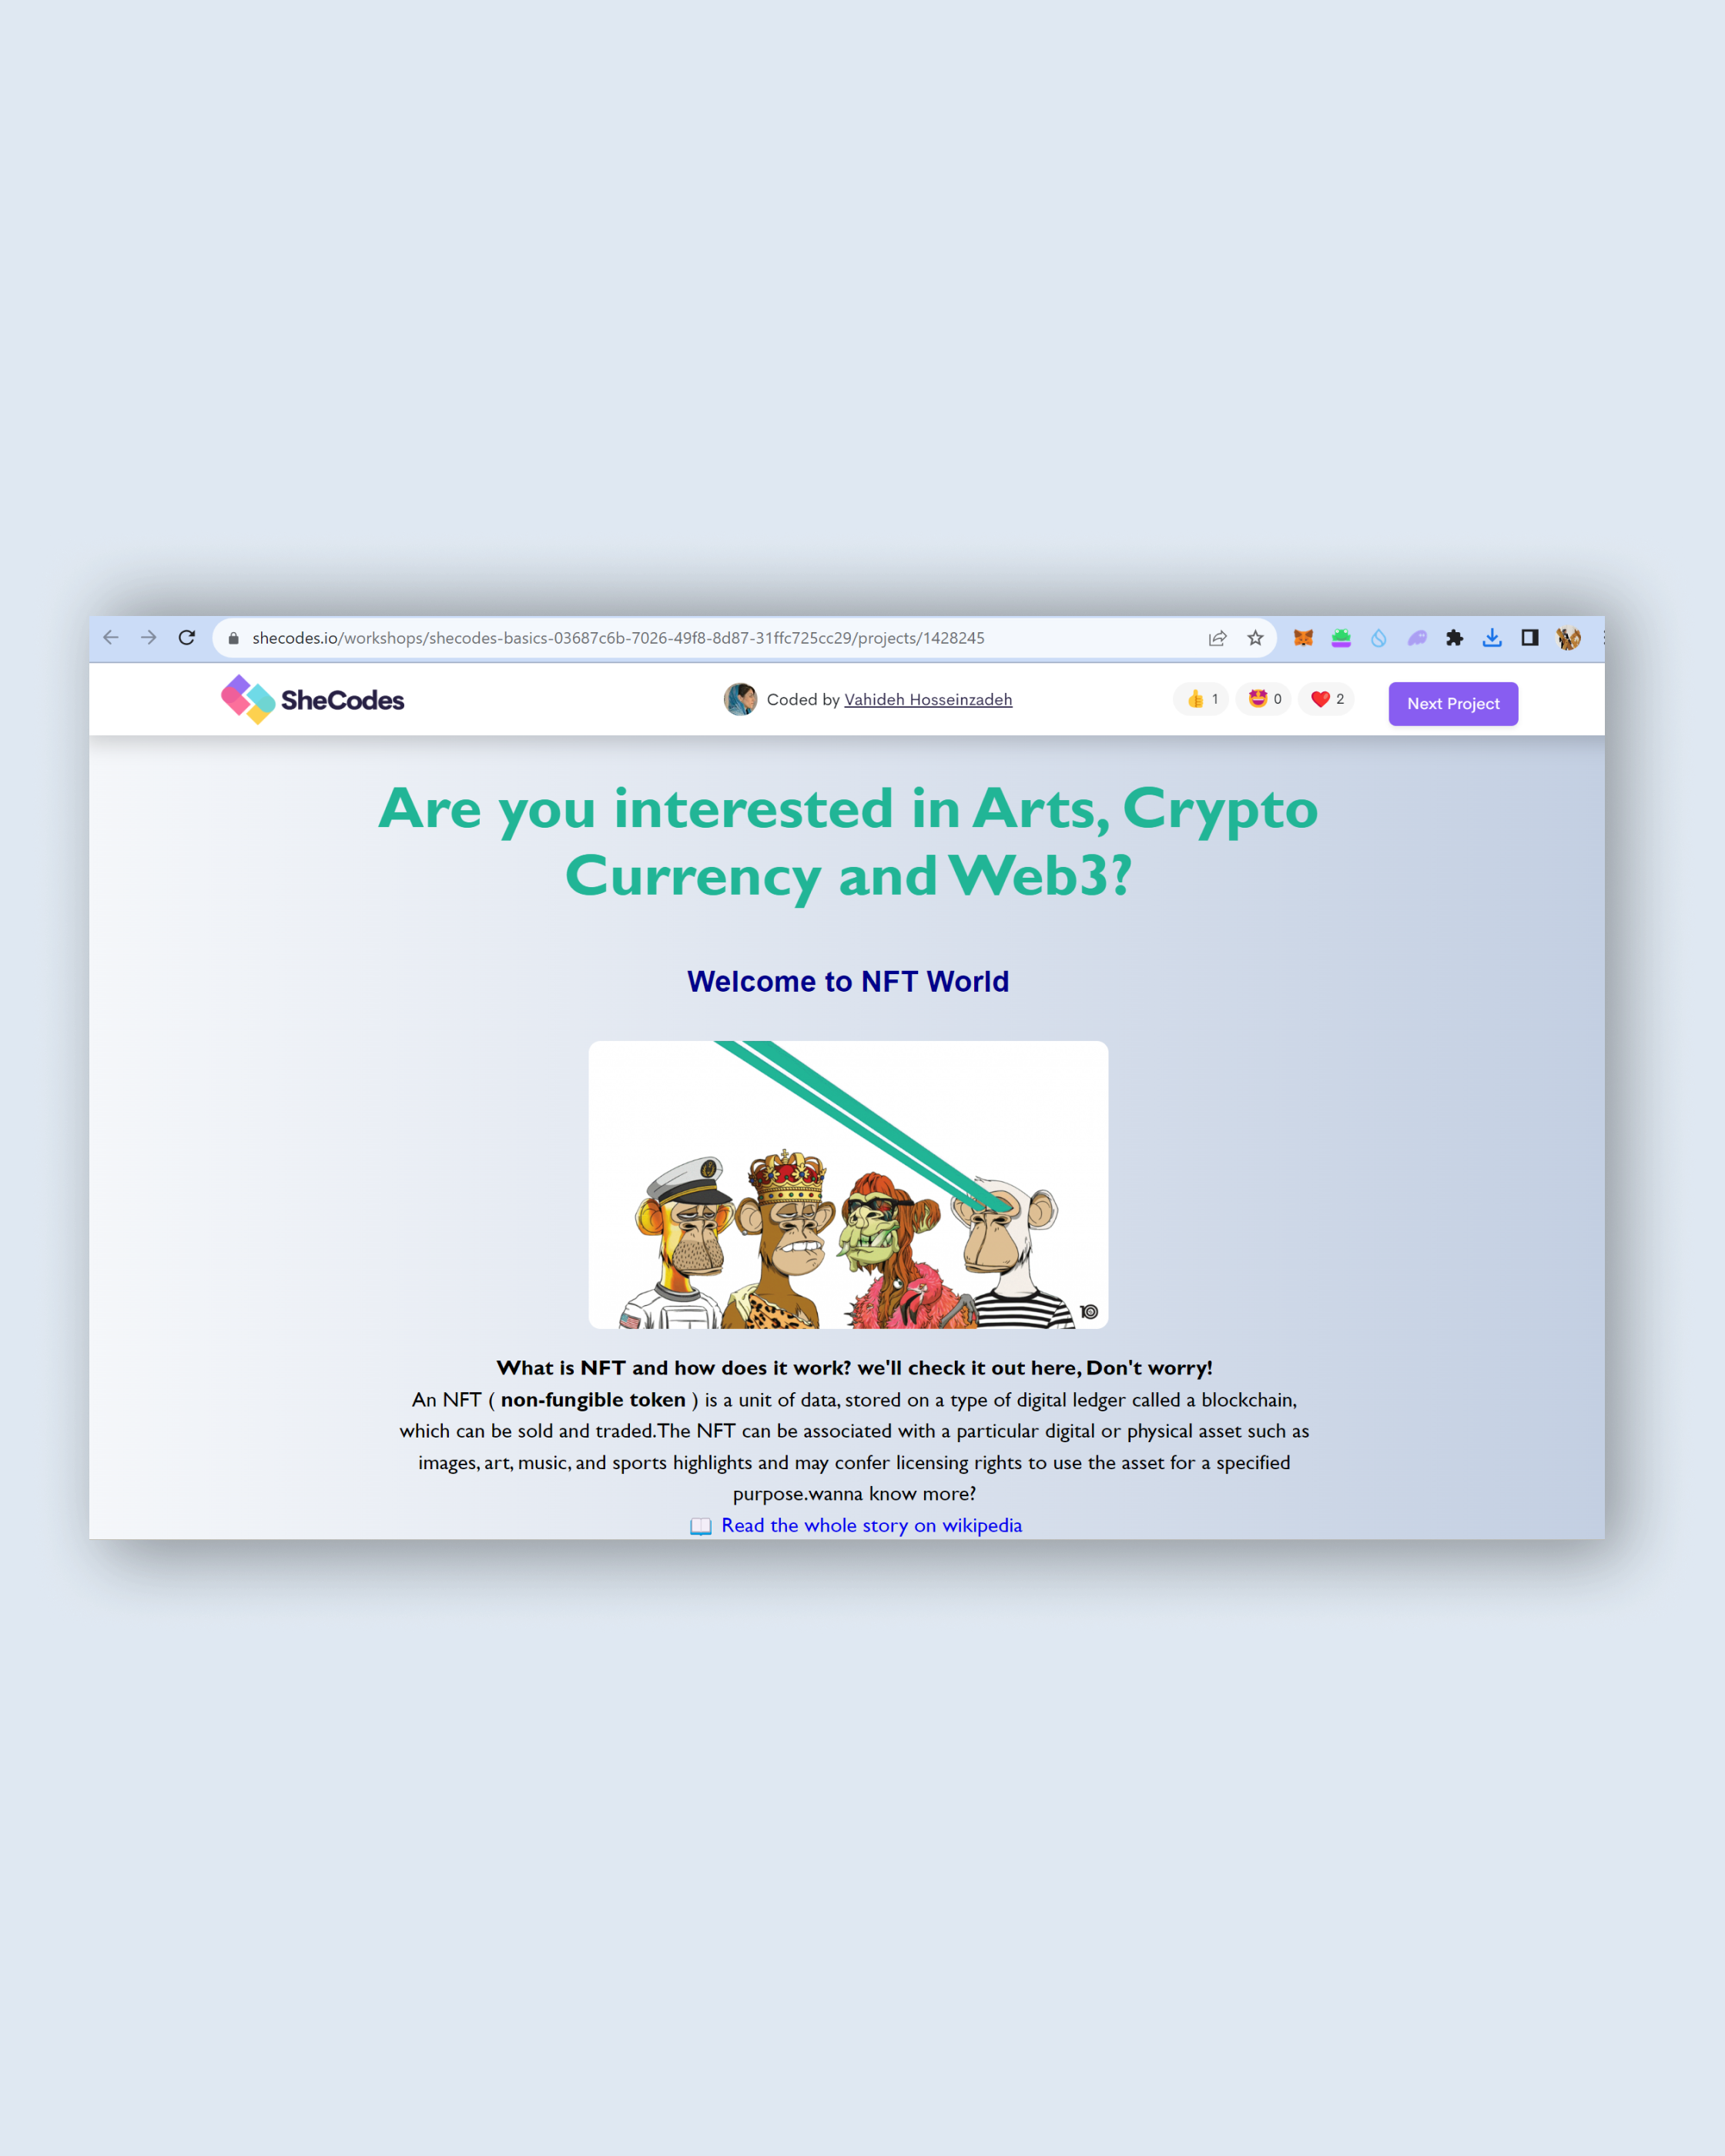 shecodes.io/workshops/shecodes-basics-03687c6b-7026-49f8-8d87-31ffc725cc29/projects/1428245
SheCodes
Coded by Vahideh Hosseinzadeh
👍 1
🤩 0
❤️ 2
Next Project
Are you interested in Arts, Crypto
Currency and Web3?
Welcome to NFT World
What is NFT and how does it work? we'll check it out here, Don't worry!
An NFT ( non-fungible token ) is a unit of data, stored on a type of digital ledger called a blockchain,
which can be sold and traded.The NFT can be associated with a particular digital or physical asset such as
images, art, music, and sports highlights and may confer licensing rights to use the asset for a specified
purpose.wanna know more?
📖 Read the whole story on wikipedia